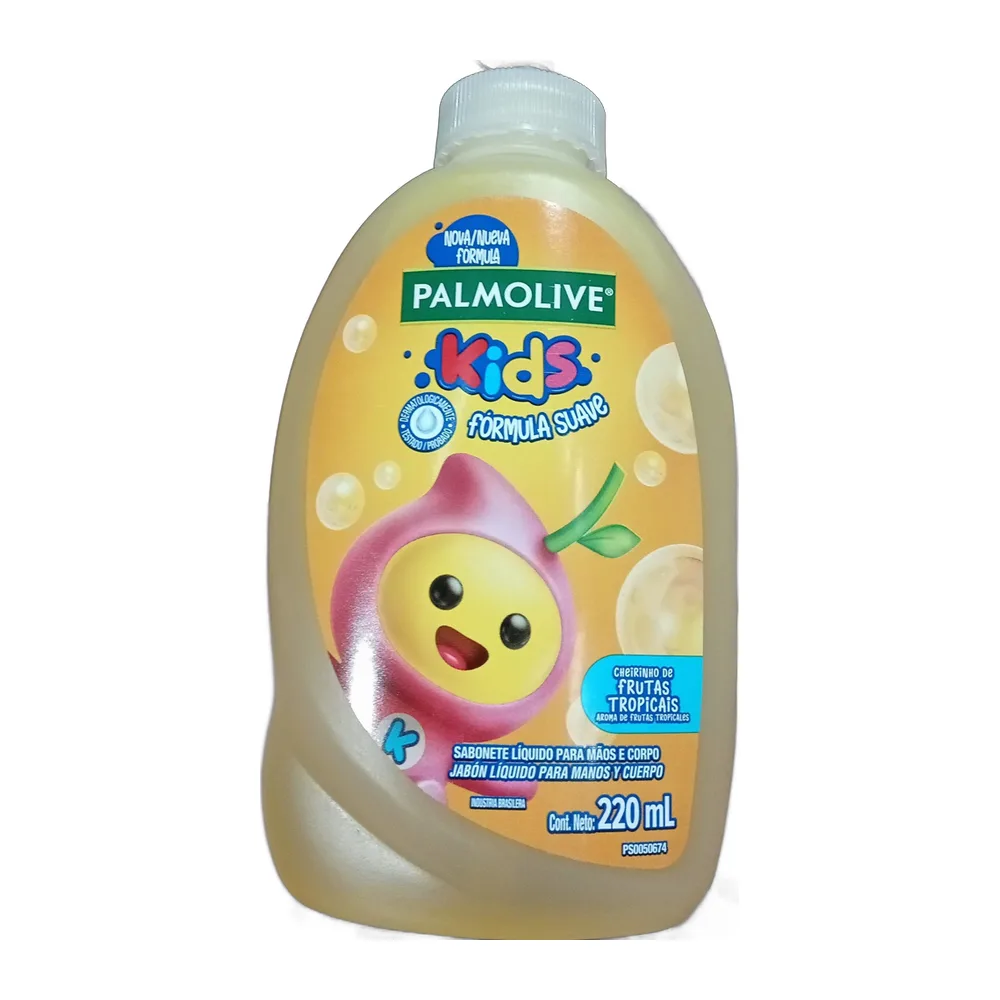 NOVA/NUEVA
FÓRMULA
PALMOLIVE®
Kids
DERMATOLOGICAMENTE
TESTADO / PROBADO
FÓRMULA SUAVE
CHEIRINHO DE
FRUTAS
TROPICAIS
AROMA DE FRUTAS TROPICALES
K
SABONETE LÍQUIDO PARA MÃOS E CORPO
JABÓN LÍQUIDO PARA MANOS Y CUERPO
INDÚSTRIA BRASILEIRA
Cont. Neto: 220 mL
PS0050674